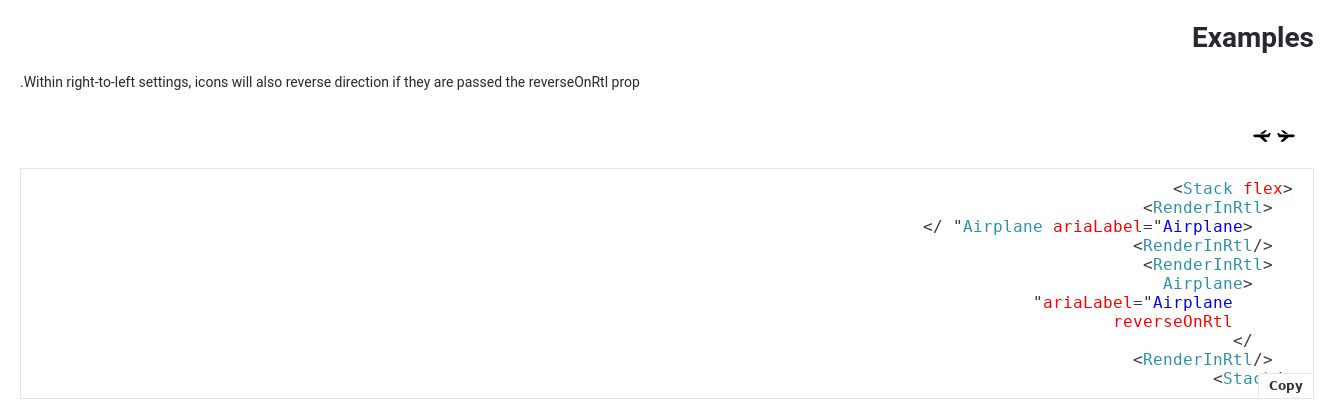 Examples
.Within right-to-left settings, icons will also reverse direction if they are passed the reverseOnRtl prop
<Stack flex>
<RenderInRtl>
</ "Airplane ariaLabel="Airplane>
<RenderInRtl/>
<RenderInRtl>
Airplane>
"ariaLabel="Airplane
reverseOnRtl
</
<RenderInRtl/>
<Stac
Copy